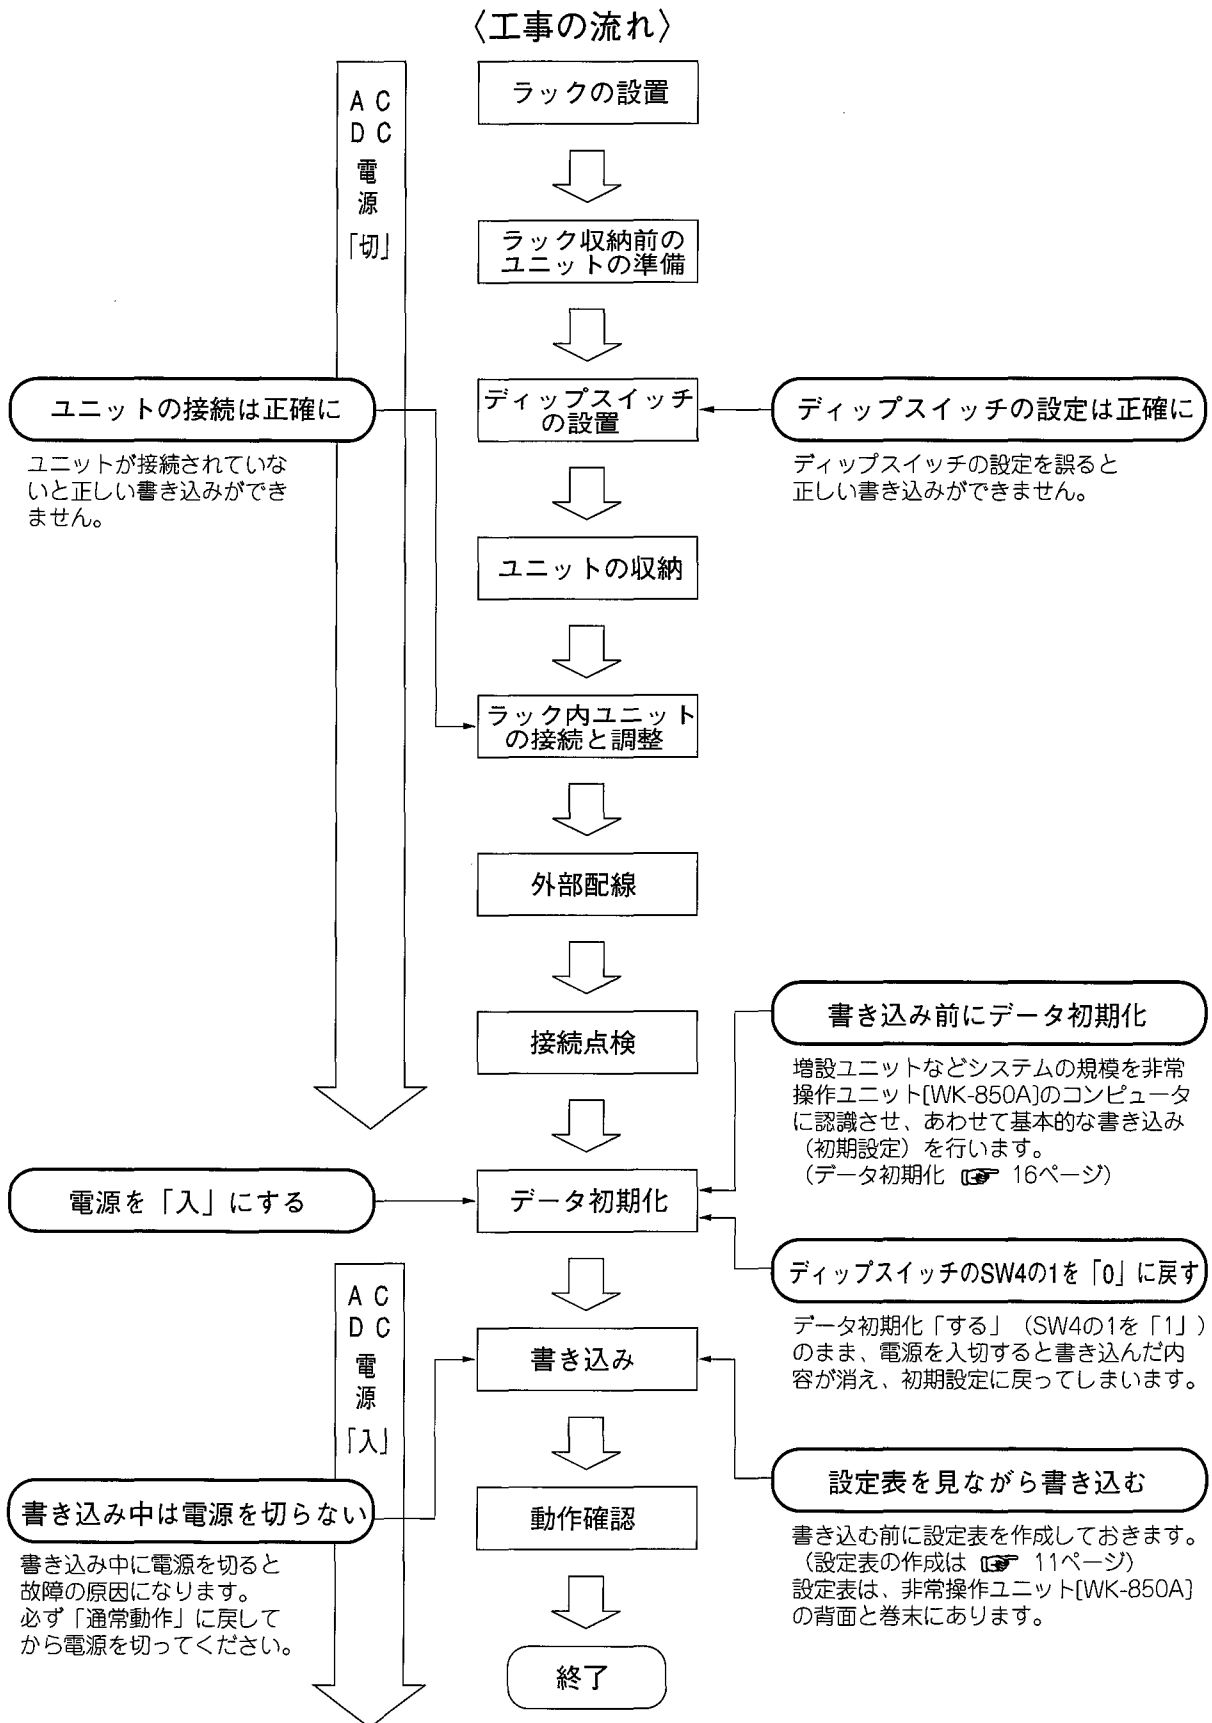 〈工事の流れ〉
AC
DC
電
源
「切」
ラックの設置
ラック収納前の
ユニットの準備
ユニットの接続は正確に
ユニットが接続されていな
いと正しい書き込みができ
ません。
ディップスイッチ
の設置
ディップスイッチの設定は正確に
ディップスイッチの設定を誤ると
正しい書き込みができません。
ユニットの収納
ラック内ユニット
の接続と調整
外部配線
接続点検
書き込み前にデータ初期化
増設ユニットなどシステムの規模を非常
操作ユニット[WK-850A]のコンピュータ
に認識させ、あわせて基本的な書き込み
（初期設定）を行います。
（データ初期化 ☞ 16ページ）
電源を「入」にする
データ初期化
ディップスイッチのSW4の1を「0」に戻す
データ初期化「する」（SW4の1を「1」）
のまま、電源を入切すると書き込んだ内
容が消え、初期設定に戻ってしまいます。
AC
DC
電
源
「入」
書き込み
書き込み中は電源を切らない
書き込み中に電源を切ると
故障の原因になります。
必ず「通常動作」に戻して
から電源を切ってください。
動作確認
設定表を見ながら書き込む
書き込む前に設定表を作成しておきます。
（設定表の作成は ☞ 11ページ）
設定表は、非常操作ユニット[WK-850A]
の背面と巻末にあります。
終了